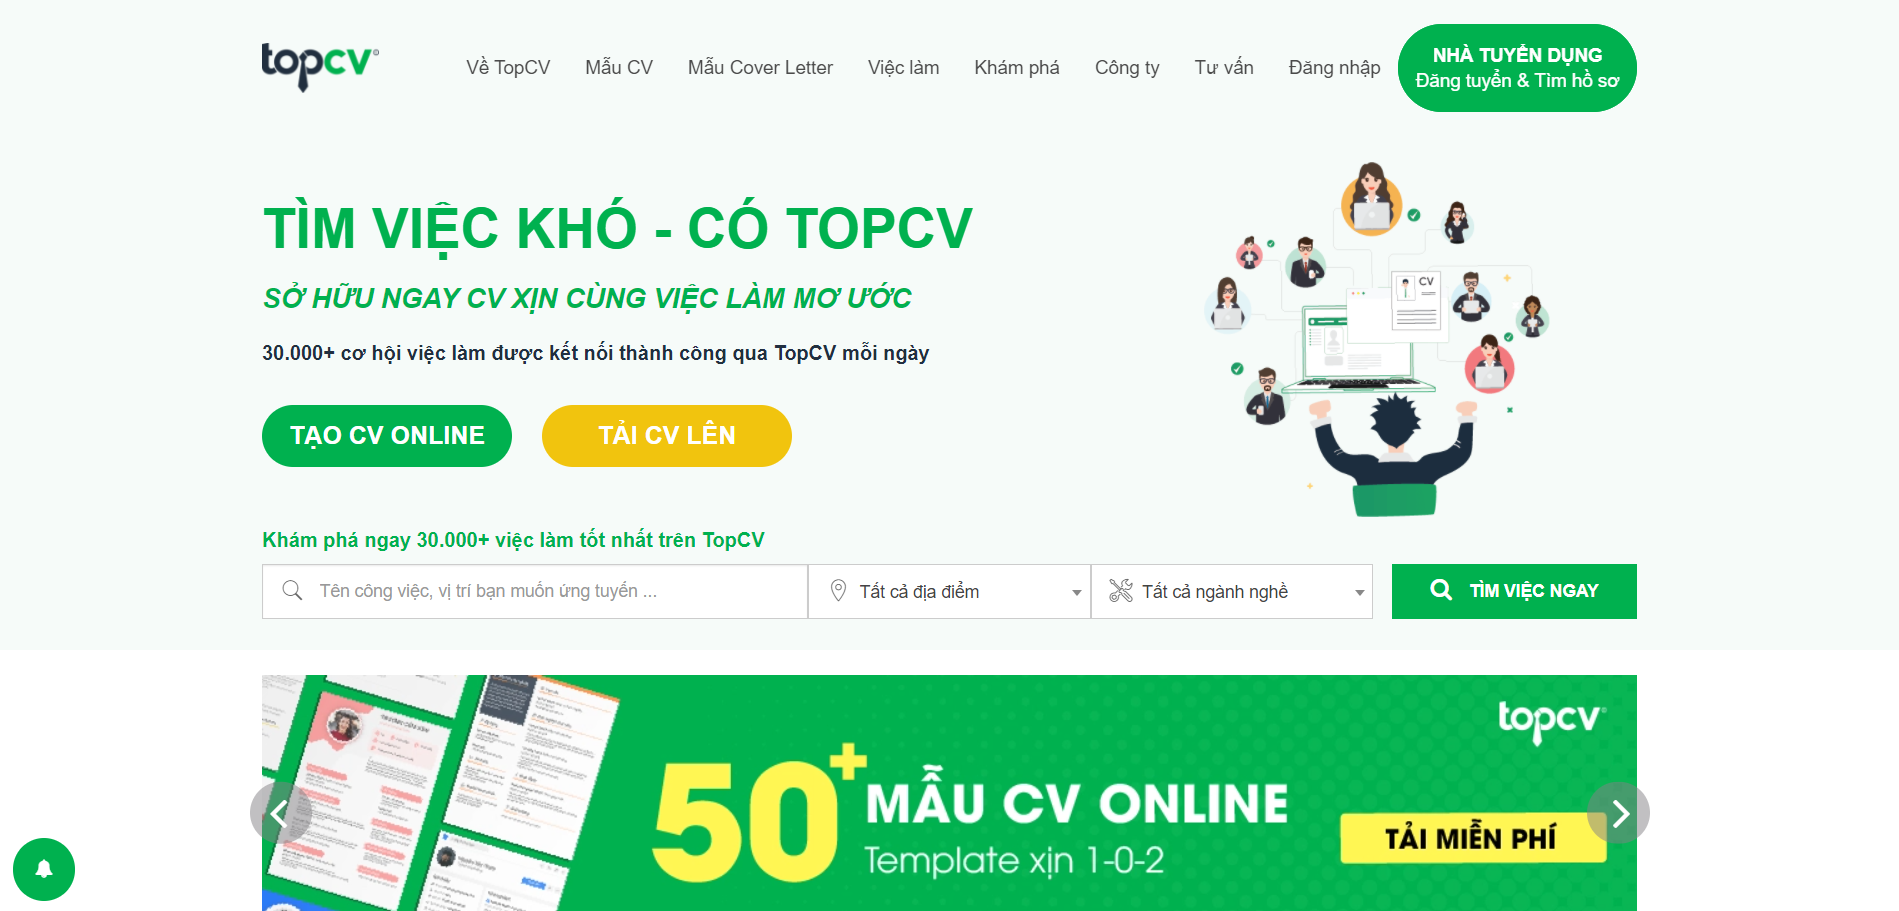 topcv
Về TopCV
Mẫu CV
Mẫu Cover Letter
Việc làm
Khám phá
Công ty
Tư vấn
Đăng nhập
NHÀ TUYỂN DỤNG
Đăng tuyển & Tìm hồ sơ
TÌM VIỆC KHÓ - CÓ TOPCV
SỞ HỮU NGAY CV XỊN CÙNG VIỆC LÀM MƠ ƯỚC
30.000+ cơ hội việc làm được kết nối thành công qua TopCV mỗi ngày
TẠO CV ONLINE
TẢI CV LÊN
CV
Khám phá ngay 30.000+ việc làm tốt nhất trên TopCV
Tên công việc, vị trí bạn muốn ứng tuyển ...
Tất cả địa điểm
Tất cả ngành nghề
TÌM VIỆC NGAY
topcv
50+ MẪU CV ONLINE
Template xịn 1-0-2
TẢI MIỄN PHÍ